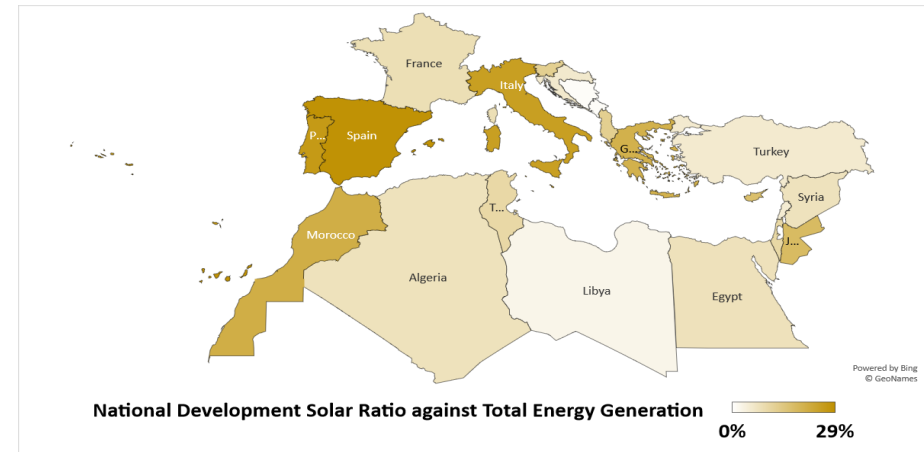 France
Italy
P...
Spain
G...
Turkey
Syria
T...
J...
Morocco
Algeria
Libya
Egypt
Powered by Bing
© GeoNames
National Development Solar Ratio against Total Energy Generation
0%
29%